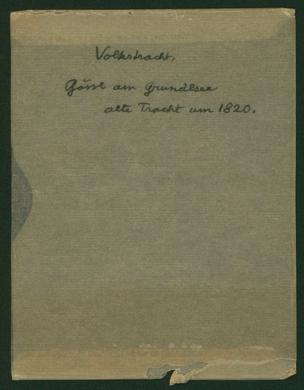 Volkstracht,
Gössl am Grundlsee
alte Tracht um 1820.